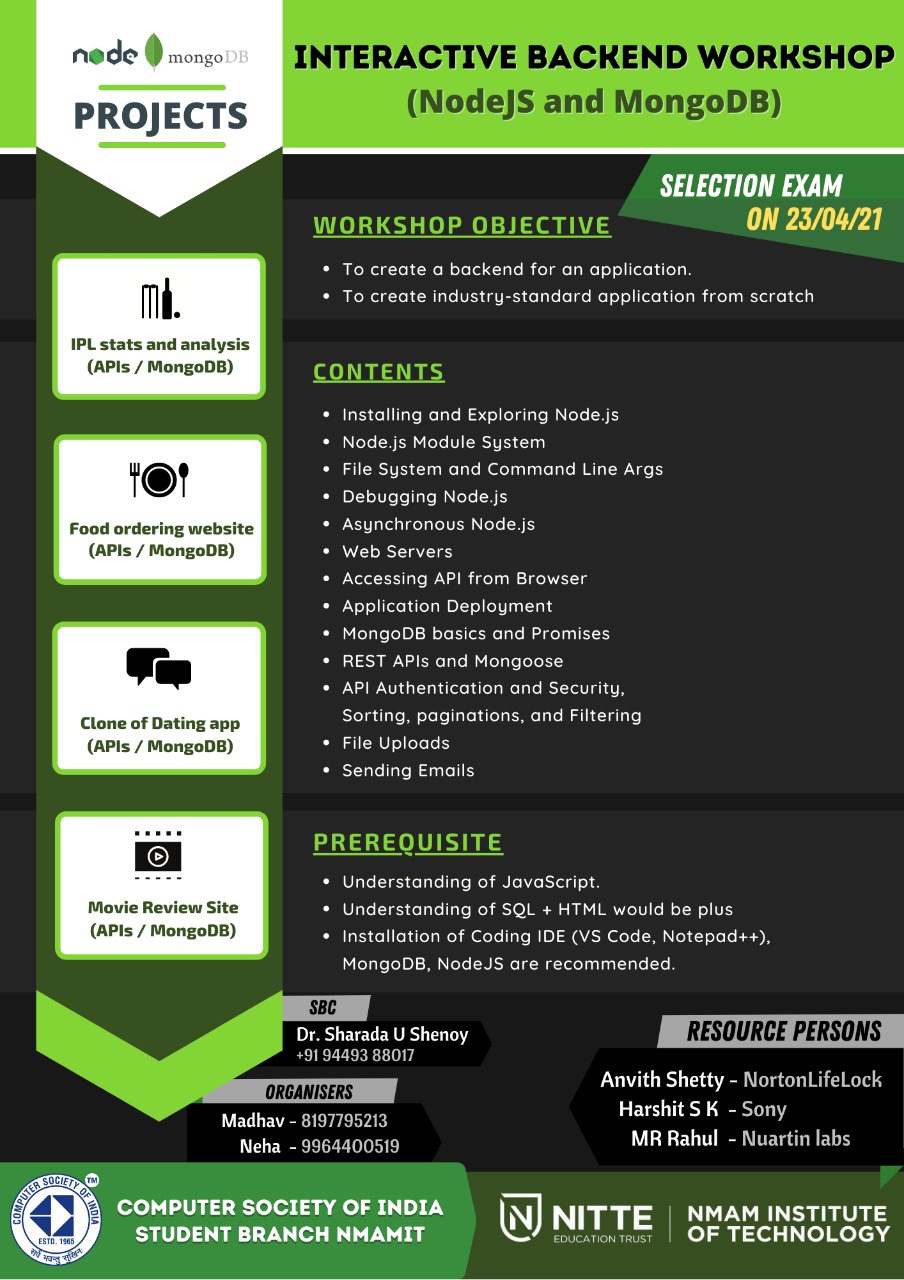 node mongoDB
PROJECTS
INTERACTIVE BACKEND WORKSHOP
(NodeJS and MongoDB)
SELECTION EXAM
ON 23/04/21
IPL stats and analysis
(APIs / MongoDB)
Food ordering website
(APIs / MongoDB)
Clone of Dating app
(APIs / MongoDB)
Movie Review Site
(APIs / MongoDB)
WORKSHOP OBJECTIVE
• To create a backend for an application.
• To create industry-standard application from scratch
CONTENTS
• Installing and Exploring Node.js
• Node.js Module System
• File System and Command Line Args
• Debugging Node.js
• Asynchronous Node.js
• Web Servers
• Accessing API from Browser
• Application Deployment
• MongoDB basics and Promises
• REST APIs and Mongoose
• API Authentication and Security,
Sorting, paginations, and Filtering
• File Uploads
• Sending Emails
PREREQUISITE
• Understanding of JavaScript.
• Understanding of SQL + HTML would be plus
• Installation of Coding IDE (VS Code, Notepad++),
MongoDB, NodeJS are recommended.
SBC
Dr. Sharada U Shenoy
+91 94493 88017
ORGANISERS
Madhav - 8197795213
Neha - 9964400519
RESOURCE PERSONS
Anvith Shetty - NortonLifeLock
Harshit S K - Sony
MR Rahul - Nuartin labs
COMPUTER SOCIETY OF INDIA
TM
ESTD. 1965
COMPUTER SOCIETY OF INDIA
STUDENT BRANCH NMAMIT
N NITTE
EDUCATION TRUST
NMAM INSTITUTE
OF TECHNOLOGY